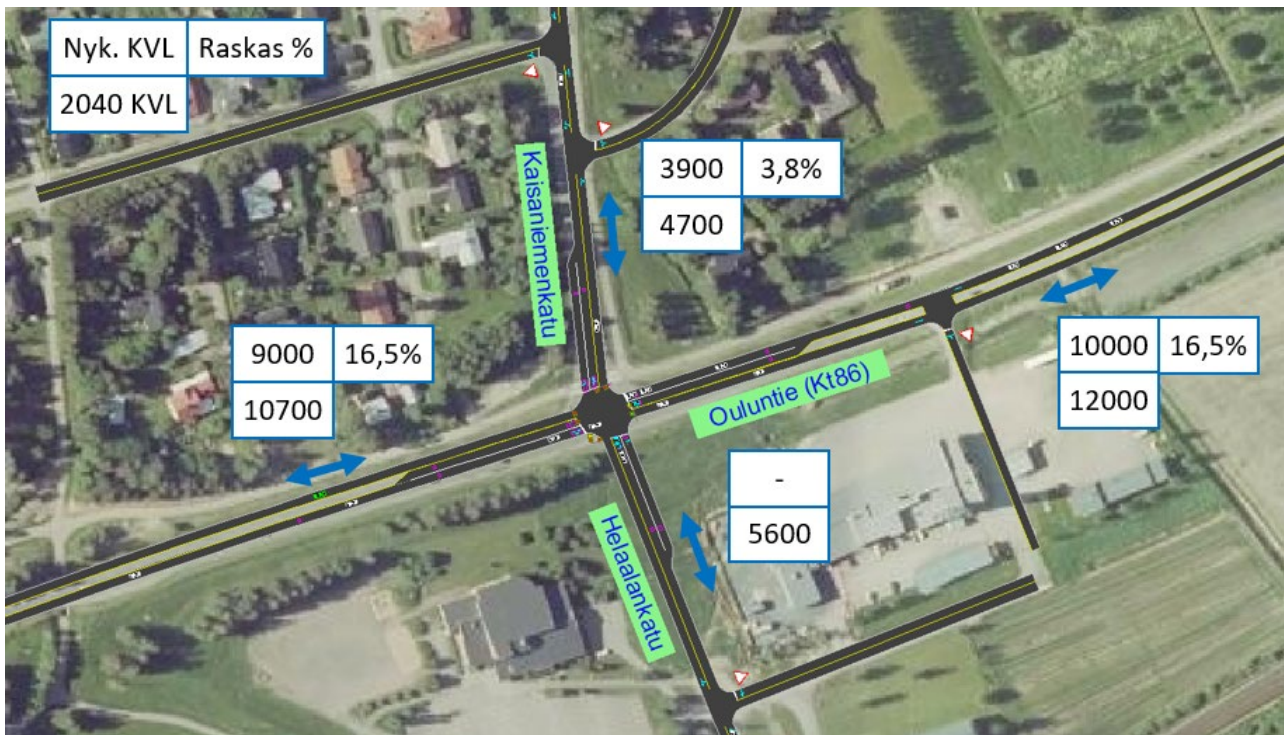 Nyk. KVL Raskas %
2040 KVL
Kaisaniemenkatu
3900 3,8%
4700
9000 16,5%
10700
Ouluntie (Kt86)
10000 16,5%
12000
-
5600
Helaalankatu